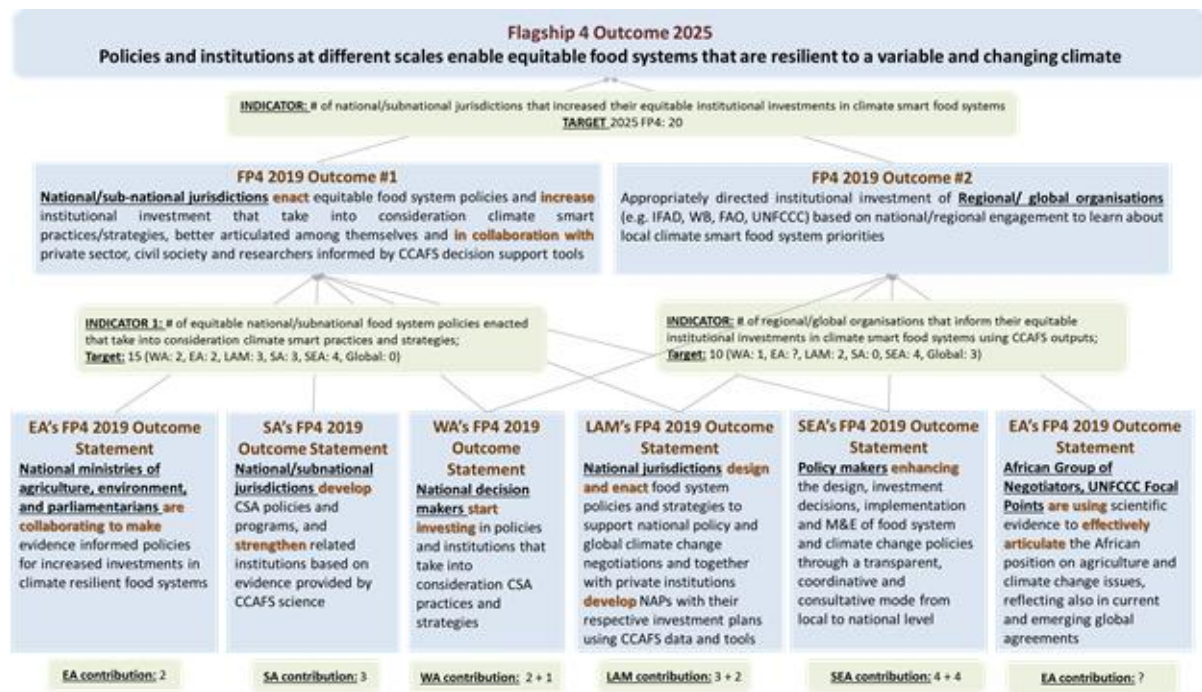 Flagship 4 Outcome 2025
Policies and institutions at different scales enable equitable food systems that are resilient to a variable and changing climate
INDICATOR: # of national/subnational jurisdictions that increased their equitable institutional investments in climate smart food systems
TARGET 2025 FP4: 20
FP4 2019 Outcome #1
National/sub-national jurisdictions enact equitable food system policies and increase
institutional investment that take into consideration climate smart
practices/strategies, better articulated among themselves and in collaboration with
private sector, civil society and researchers informed by CCAFS decision support tools
FP4 2019 Outcome #2
Appropriately directed institutional investment of Regional/ global organisations
(e.g. IFAD, WB, FAO, UNFCCC) based on national/regional engagement to learn about
local climate smart food system priorities
INDICATOR 1: # of equitable national/subnational food system policies enacted
that take into consideration climate smart practices and strategies;
Target: 15 (WA: 2, EA: 2, LAM: 3, SA: 3, SEA: 4, Global: 0)
INDICATOR: # of regional/global organisations that inform their equitable
institutional investments in climate smart food systems using CCAFS outputs;
Target: 10 (WA: 1, EA: ?, LAM: 2, SA: 0, SEA: 4, Global: 3)
EA's FP4 2019 Outcome
Statement
National ministries of
agriculture, environment,
and parliamentarians are
collaborating to make
evidence informed policies
for increased investments in
climate resilient food systems
SA's FP4 2019
Outcome Statement
National/subnational
jurisdictions develop
CSA policies and
programs, and
strengthen related
institutions based on
evidence provided by
CCAFS science
WA's FP4 2019
Outcome
Statement
National decision
makers start
investing in policies
and institutions that
take into
consideration CSA
practices and
strategies
LAM's FP4 2019 Outcome
Statement
National jurisdictions design
and enact food system
policies and strategies to
support national policy and
global climate change
negotiations and together
with private institutions
develop NAPs with their
respective investment plans
using CCAFS data and tools
SEA's FP4 2019 Outcome
Statement
Policy makers enhancing
the design, investment
decisions, implementation
and M&E of food system
and climate change policies
through a transparent,
coordinative and
consultative mode from
local to national level
EA's FP4 2019 Outcome
Statement
African Group of
Negotiators, UNFCCC Focal
Points are using scientific
evidence to effectively
articulate the African
position on agriculture and
climate change issues,
reflecting also in current
and emerging global
agreements
EA contribution: 2
SA contribution: 3
WA contribution: 2 + 1
LAM contribution: 3 + 2
SEA contribution: 4 + 4
EA contribution: ?